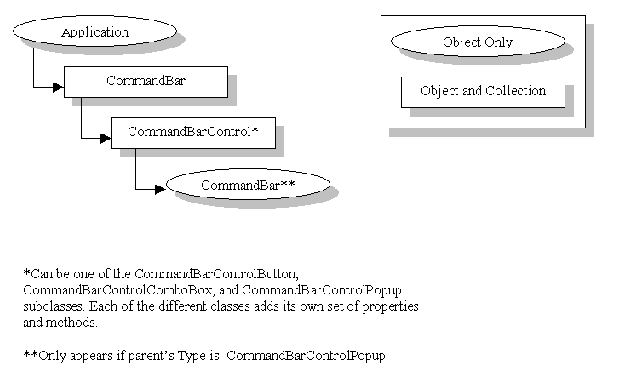 Application
Object Only
CommandBar
Object and Collection
CommandBarControl*
CommandBar**
*Can be one of the CommandBarControlButton,
CommandBarControlComboBox, and CommandBarControlPopup
subclasses. Each of the different classes adds its own set of properties
and methods.
**Only appears if parent's Type is CommandBarControlPopup